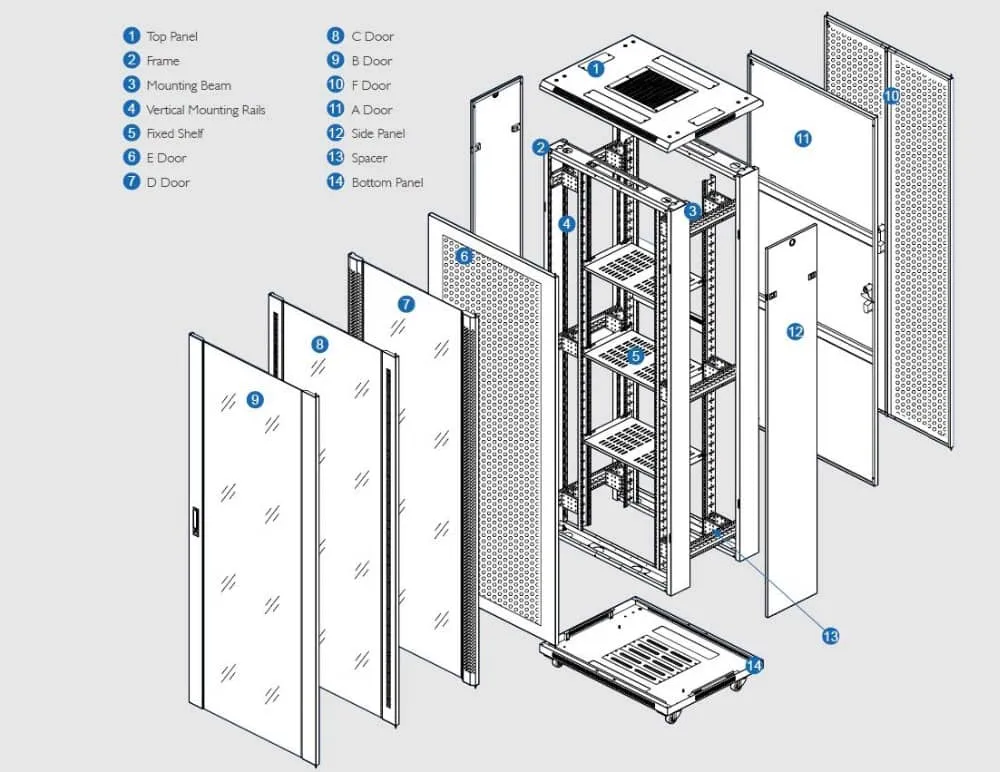 1 Top Panel
2 Frame
3 Mounting Beam
4 Vertical Mounting Rails
5 Fixed Shelf
6 E Door
7 D Door
8 C Door
9 B Door
10 F Door
11 A Door
12 Side Panel
13 Spacer
14 Bottom Panel
1
10
11
2
3
4
6
7
12
8
5
9
13
14